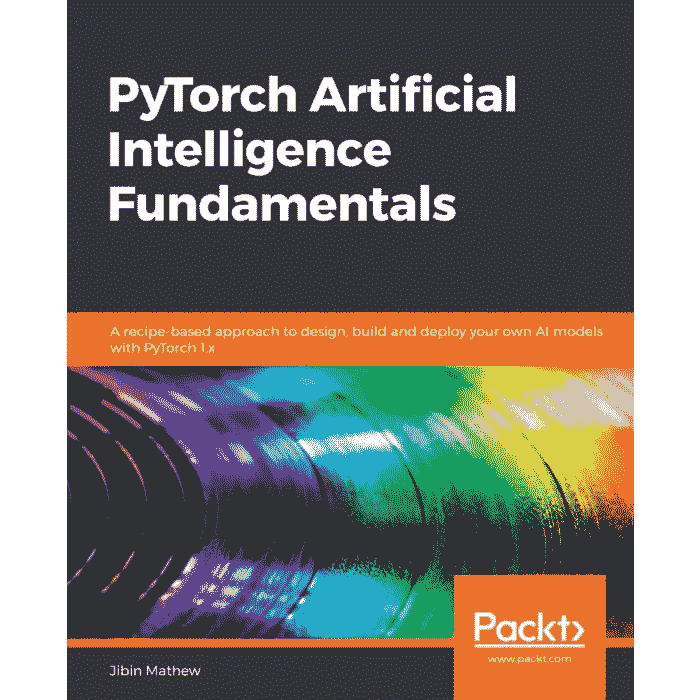 PyTorch Artificial
Intelligence
Fundamentals
A recipe-based approach to design, build and deploy your own AI models
with PyTorch 1.x
Packt>
www.packt.com
Jibin Mathew